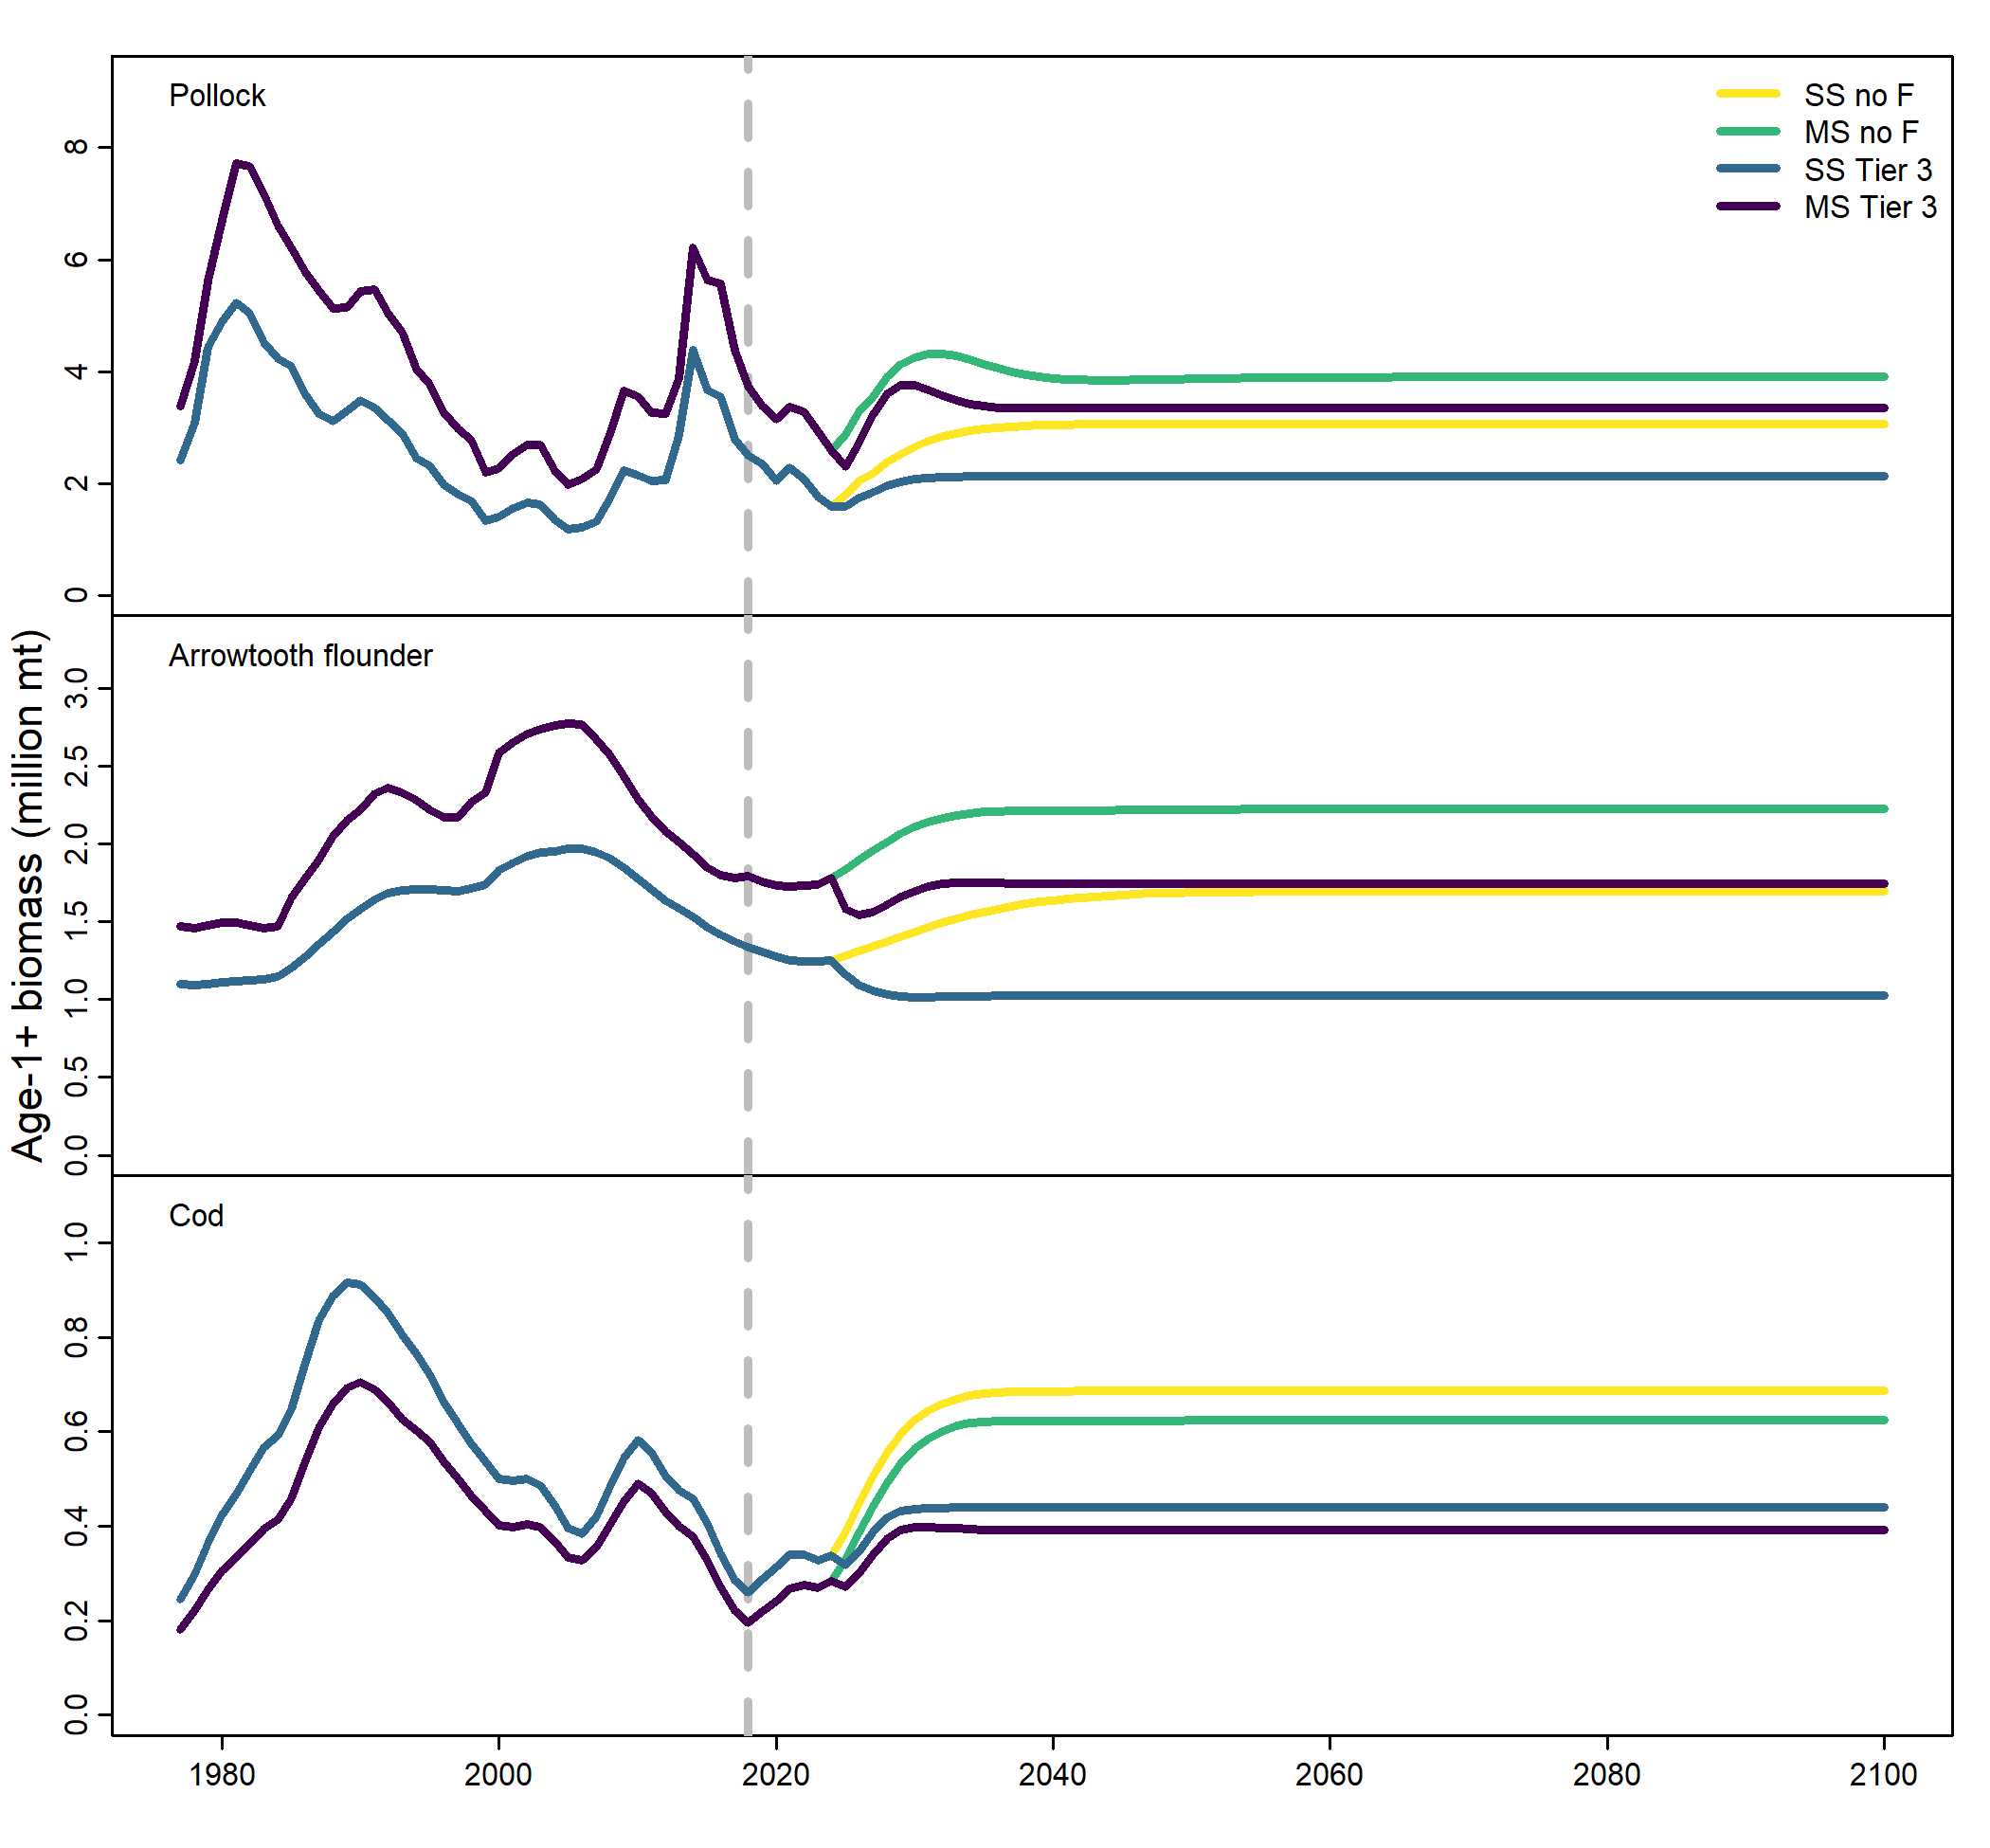 Pollock
SS no F
MS no F
SS Tier 3
MS Tier 3
8
6
4
2
0
Age-1+ biomass (million mt)
Arrowtooth flounder
3.0
2.5
2.0
1.5
1.0
0.5
0.0
Cod
1.0
0.8
0.6
0.4
0.2
0.0
1980 2000 2020 2040 2060 2080 2100